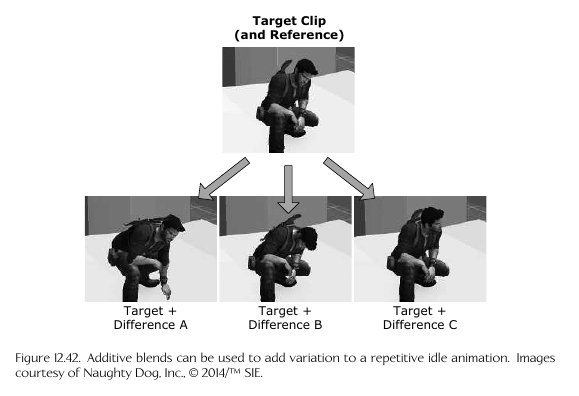 Target Clip
(and Reference)
Target +
Difference A
Target +
Difference B
Target +
Difference C
Figure 12.42. Additive blends can be used to add variation to a repetitive idle animation. Images
courtesy of Naughty Dog, Inc., © 2014/™ SIE.